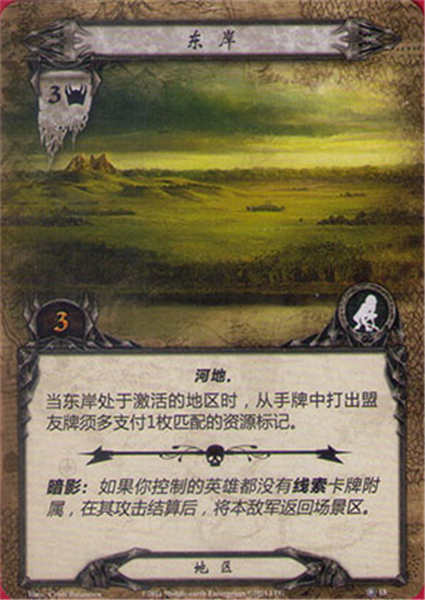 东岸
3
3
河地.
当东岸处于激活的地区时，从手牌中打出盟
友牌须多支付1枚匹配的资源标记。
暗影：如果你控制的英雄都没有线索卡牌附
属，在其攻击结算后，将本敌军返回场景区。
地区